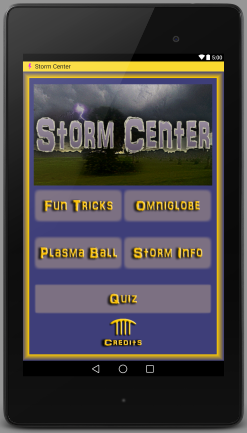 5:00
Storm Center
Storm Center
Fun Tricks
Omniglobe
Plasma Ball
Storm Info
Quiz
Credits